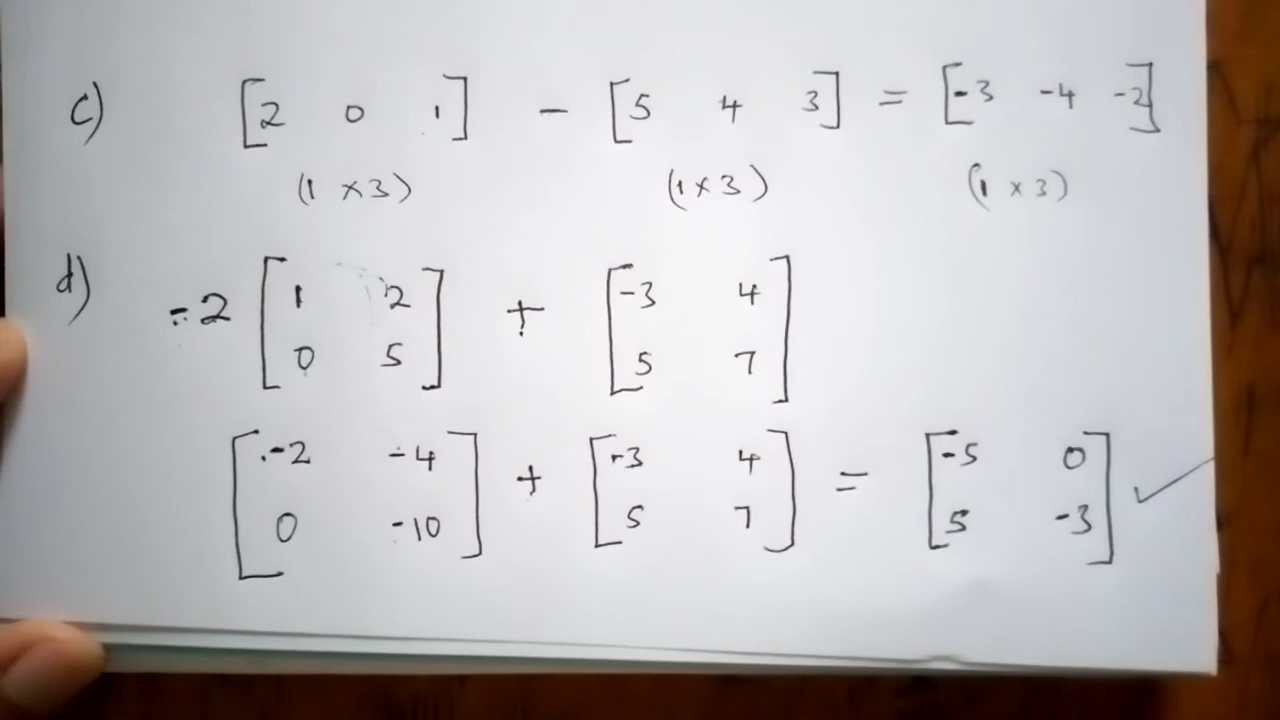 c) [2 0 1] - [5 4 3] = [-3 -4 -2]
(1 × 3) (1 × 3) (1 × 3)
d) -2 [1 2] + [-3 4]
[0 5] [5 7]
[-2 -4] + [-3 4] = [-5 0] ✓
[0 -10] [5 7] [5 -3]